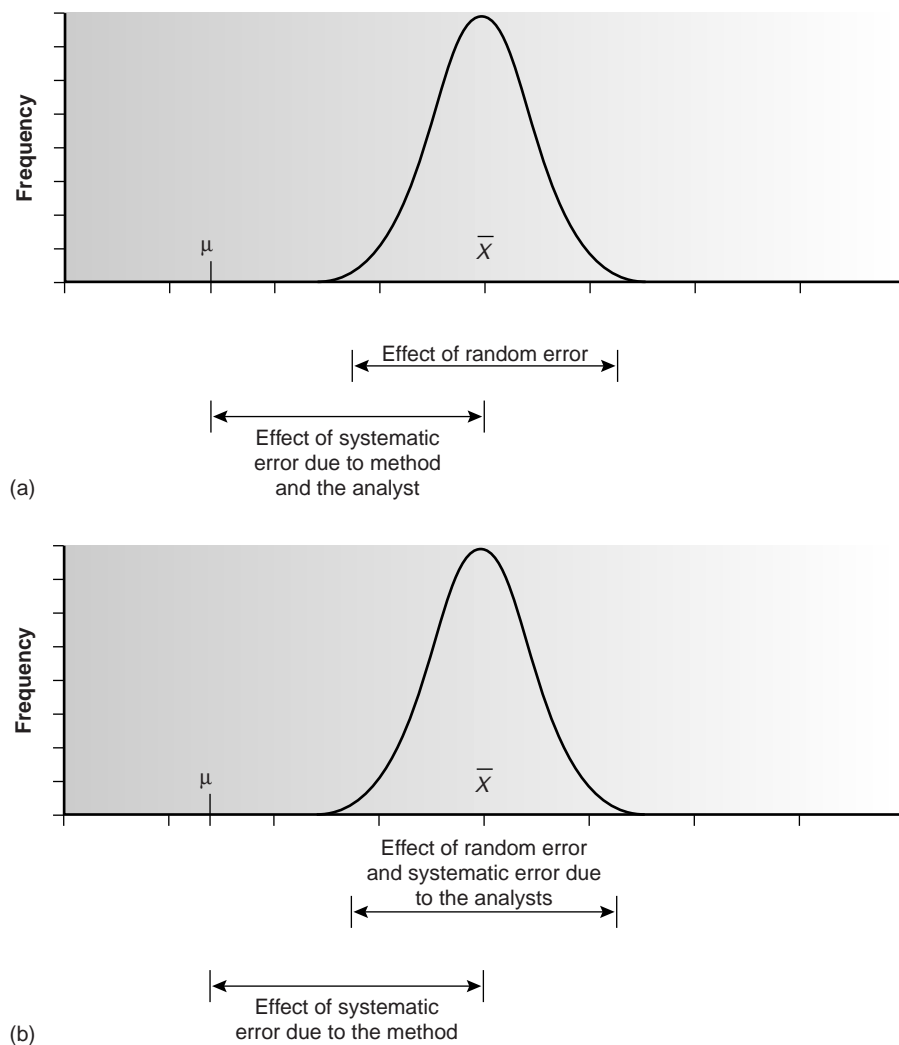 Frequency
μ
X̄
Effect of random error
Effect of systematic
error due to method
and the analyst
(a)
Frequency
μ
X̄
Effect of random error
and systematic error due
to the analysts
Effect of systematic
error due to the method
(b)